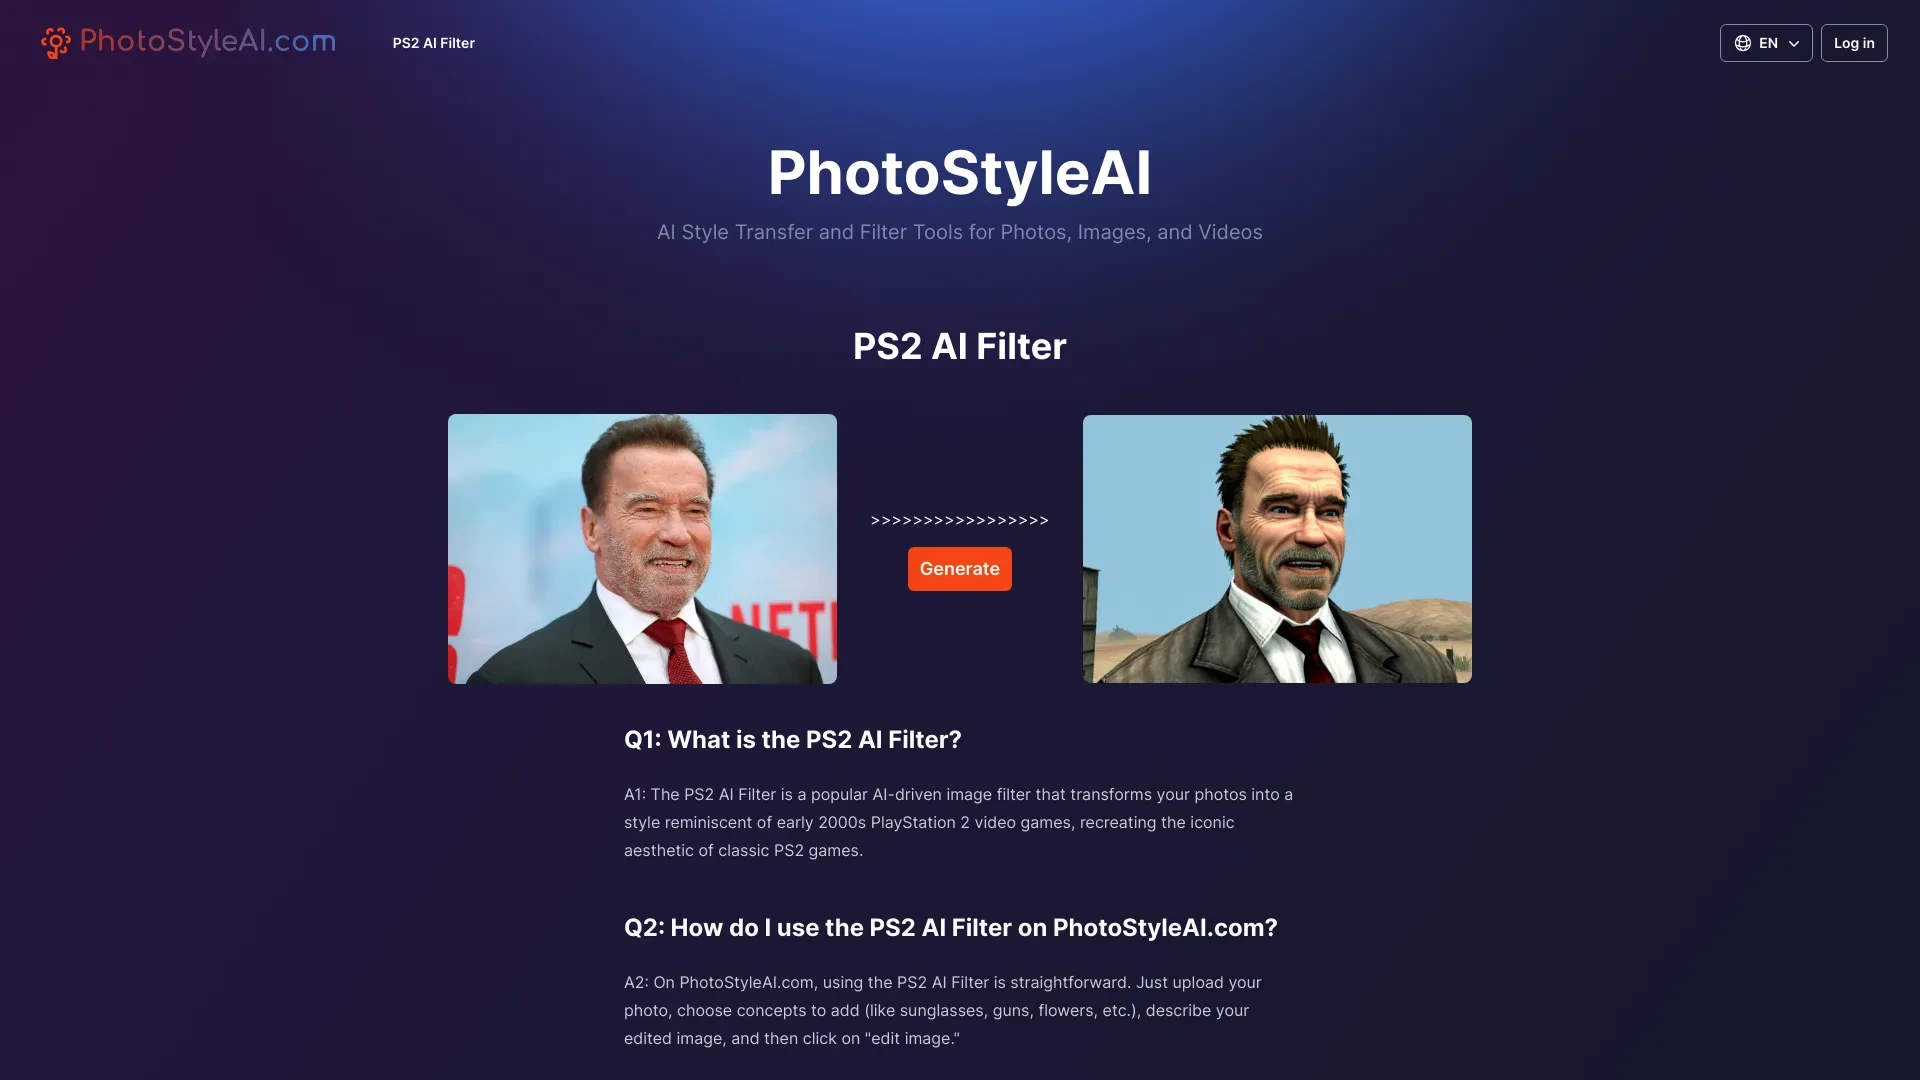 PhotoStyleAI.com
PS2 AI Filter
EN
Log in
PhotoStyleAI
AI Style Transfer and Filter Tools for Photos, Images, and Videos
PS2 AI Filter
>>>>>>>>>>>>>>>>>
Generate
NETF
Q1: What is the PS2 AI Filter?
A1: The PS2 AI Filter is a popular AI-driven image filter that transforms your photos into a
style reminiscent of early 2000s PlayStation 2 video games, recreating the iconic
aesthetic of classic PS2 games.
Q2: How do I use the PS2 AI Filter on PhotoStyleAI.com?
A2: On PhotoStyleAI.com, using the PS2 AI Filter is straightforward. Just upload your
photo, choose concepts to add (like sunglasses, guns, flowers, etc.), describe your
edited image, and then click on "edit image."